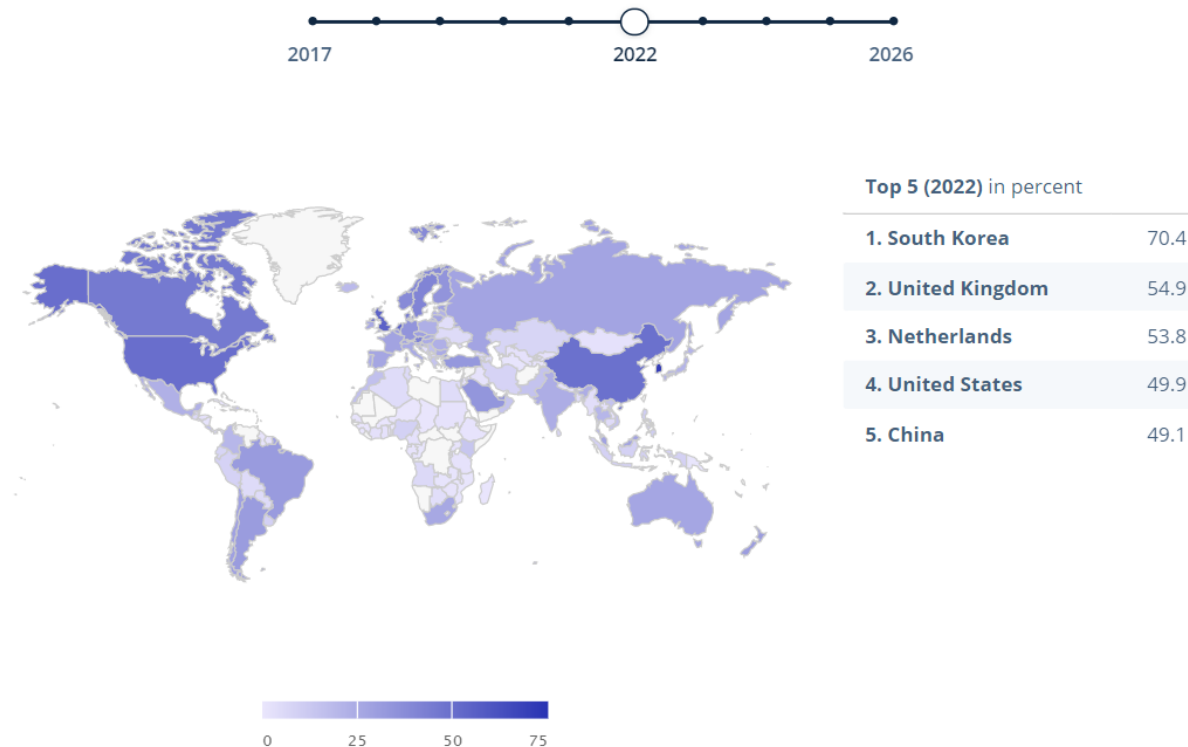 2017 2022 2026
Top 5 (2022) in percent
1. South Korea 70.4
2. United Kingdom 54.9
3. Netherlands 53.8
4. United States 49.9
5. China 49.1
0 25 50 75